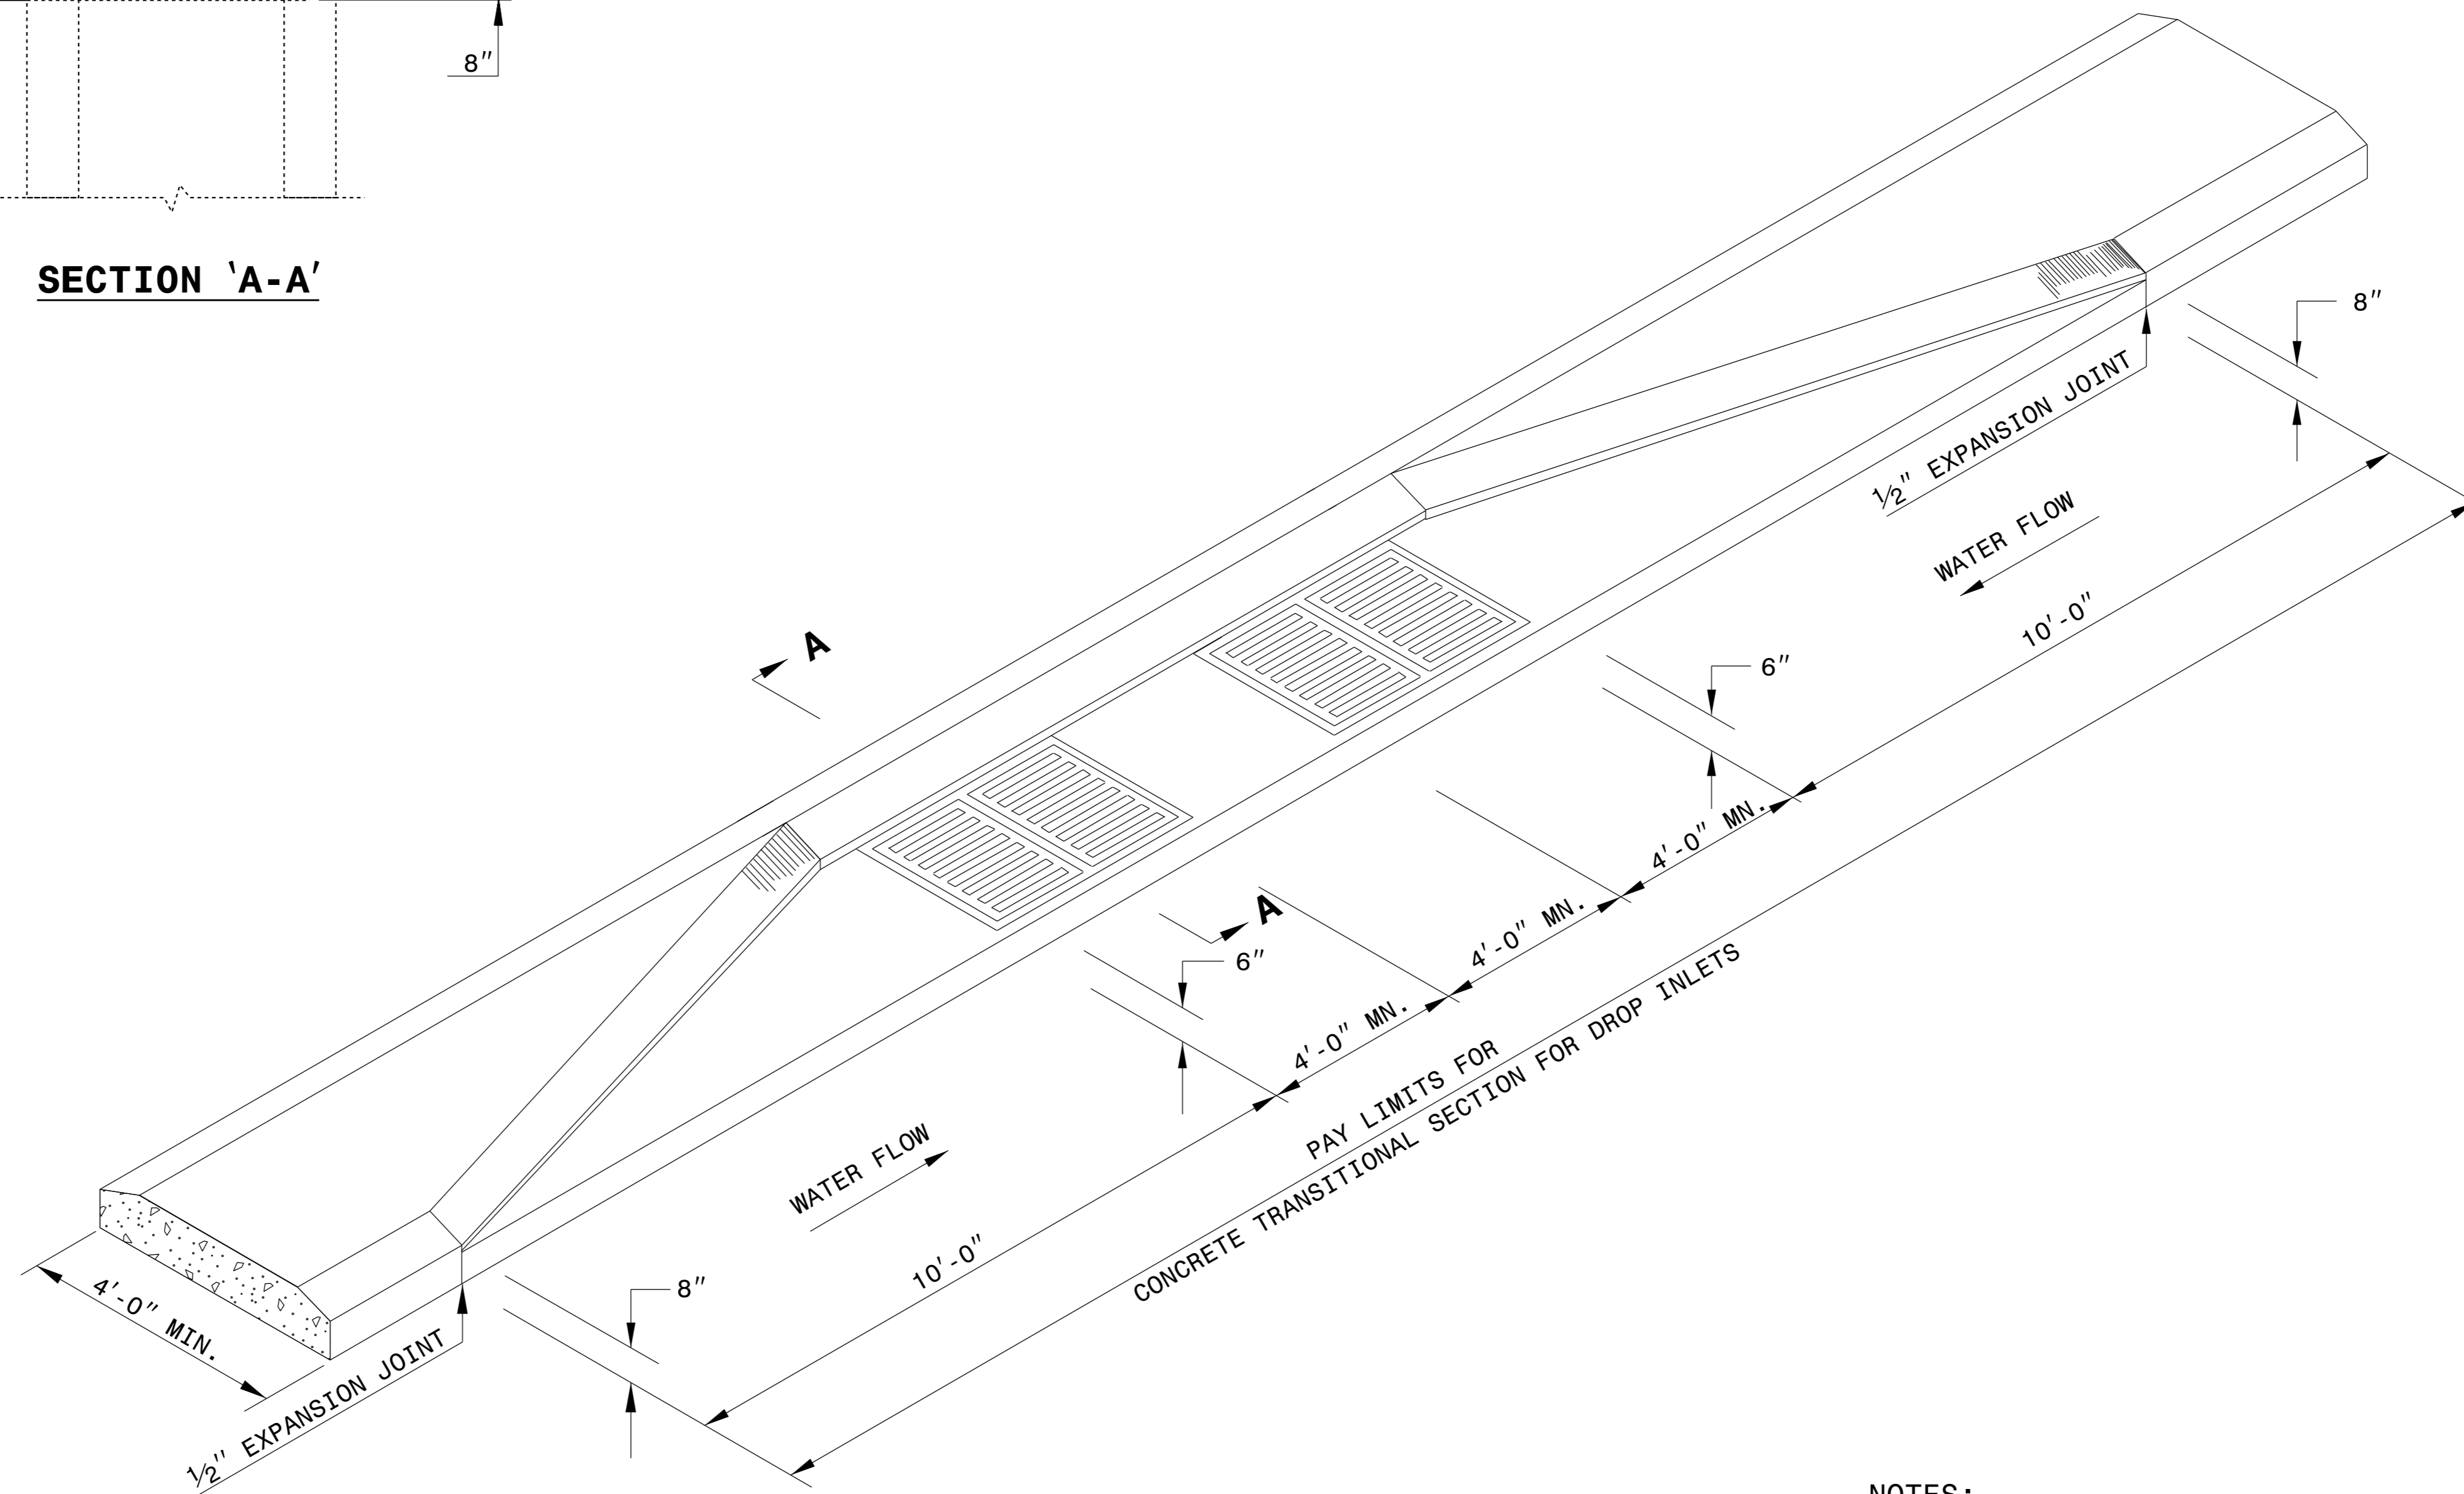 8"
SECTION 'A-A'
8"
1/2" EXPANSION JOINT
WATER FLOW
10'-0"
A
6"
4'-0" MN.
4'-0" MN.
A
6"
4'-0" MN.
PAY LIMITS FOR
CONCRETE TRANSITIONAL SECTION FOR DROP INLETS
WATER FLOW
10'-0"
8"
4'-0" MIN.
1/2" EXPANSION JOINT
NOTES: